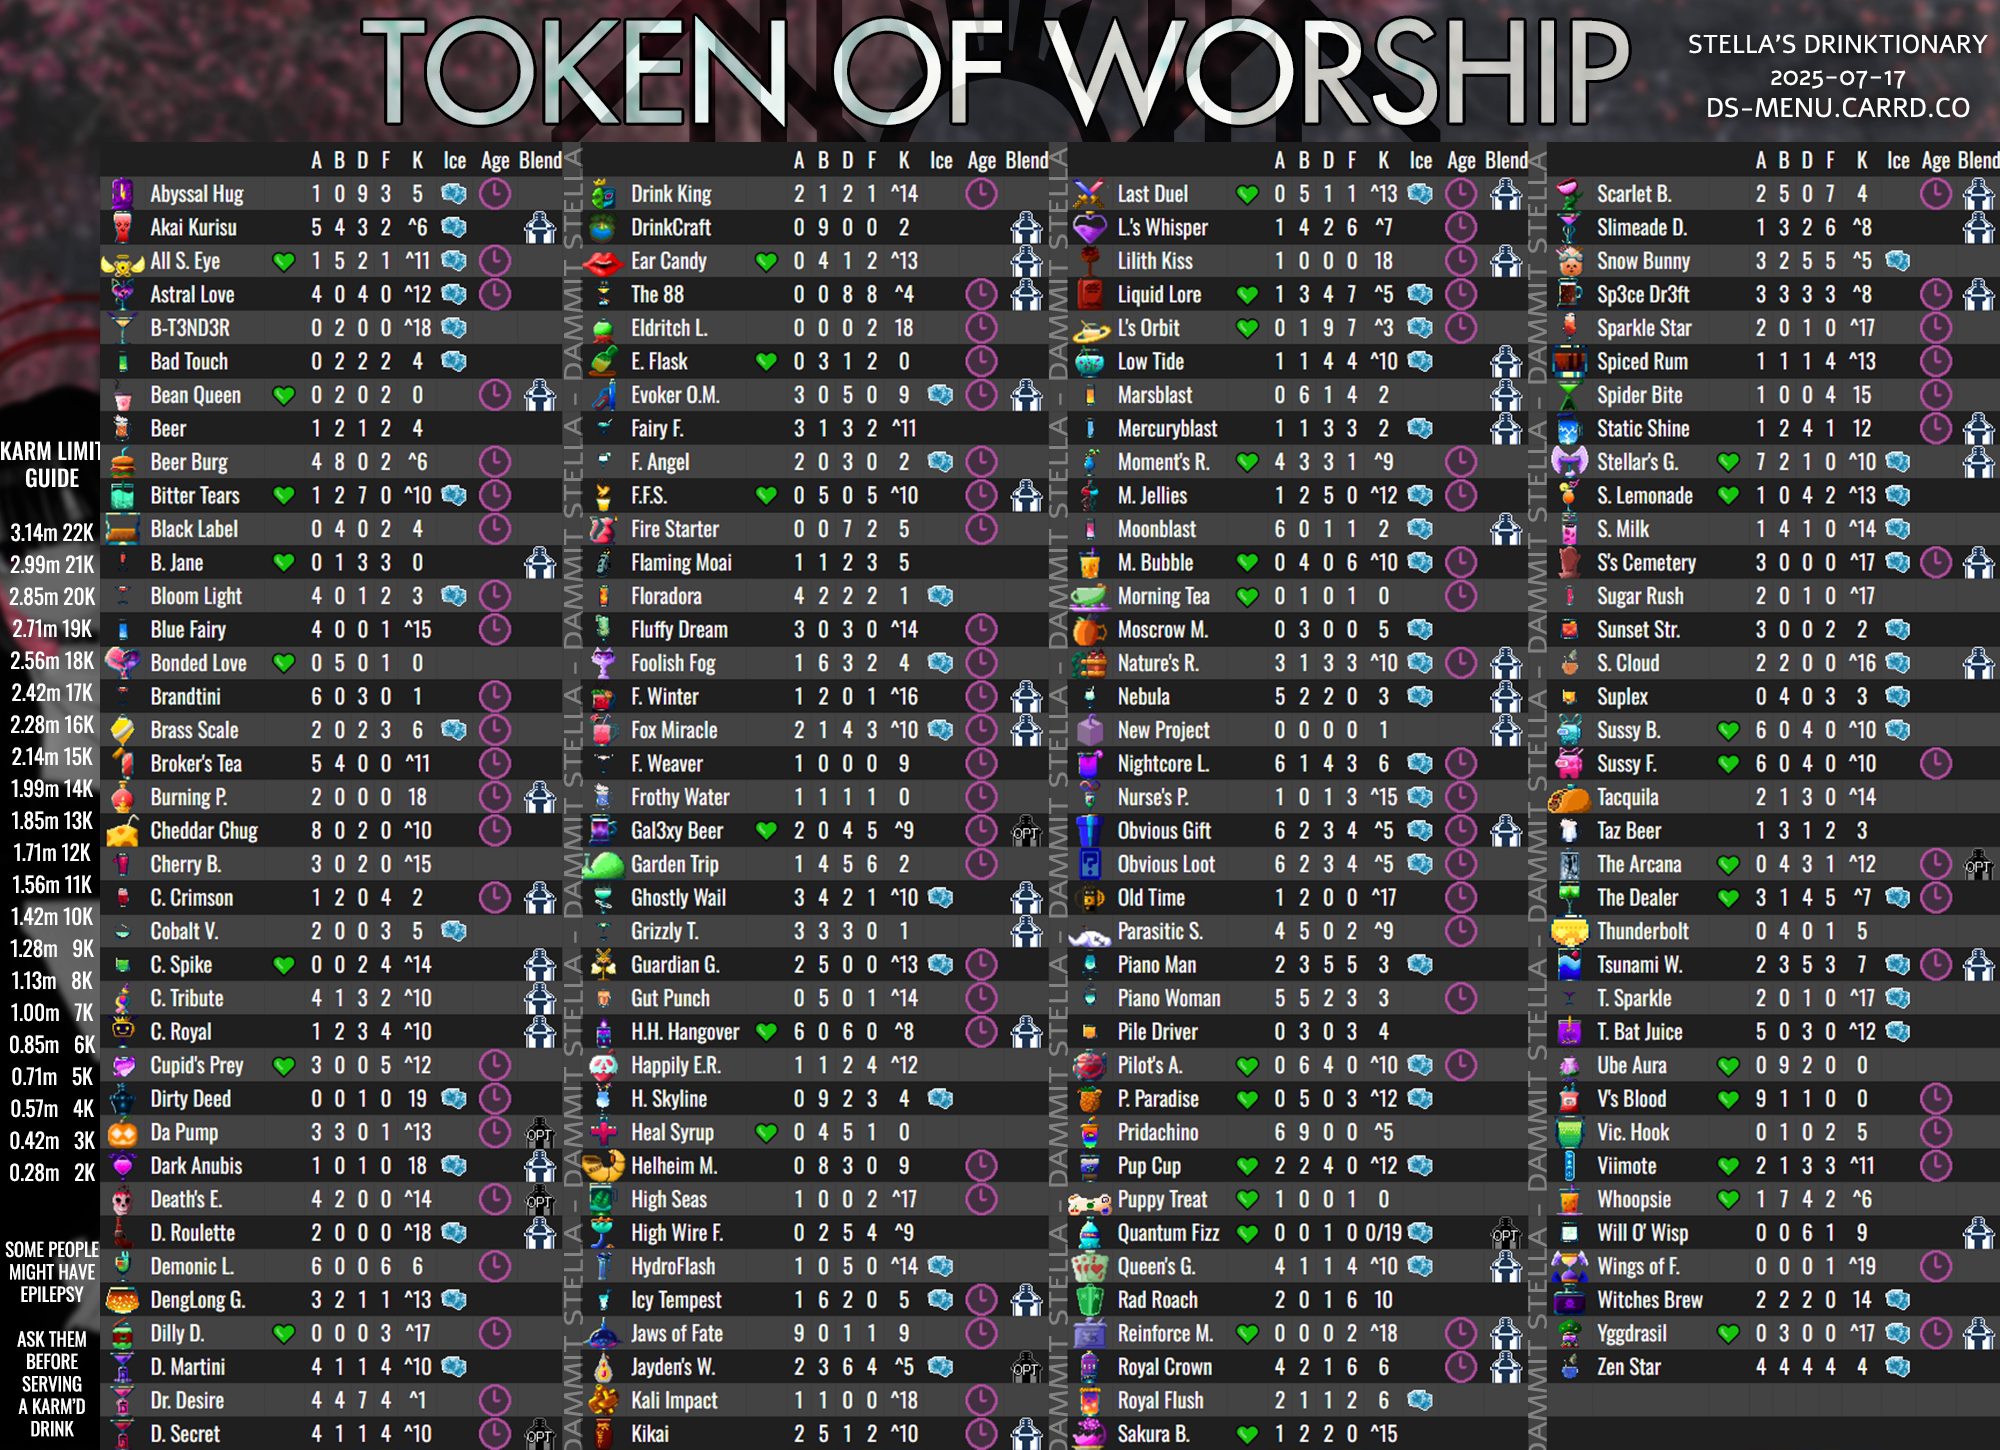 TOKEN OF WORSHIP
STELLA'S DRINKTIONARY
2025-07-17
DS-MENU.CARRD.CO
KARM LIMIT
GUIDE
3.14m 22K
2.99m 21K
2.85m 20K
2.71m 19K
2.56m 18K
2.42m 17K
2.28m 16K
2.14m 15K
1.99m 14K
1.85m 13K
1.71m 12K
1.56m 11K
1.42m 10K
1.28m 9K
1.13m 8K
1.00m 7K
0.85m 6K
0.71m 5K
0.57m 4K
0.42m 3K
0.28m 2K
SOME PEOPLE
MIGHT HAVE
EPILEPSY
ASK THEM
BEFORE
SERVING
A KARM'D
DRINK
A B D F K Ice Age Blend
Abyssal Hug 1 0 9 3 5
Akai Kurisu 5 4 3 2 ^6
All S. Eye 1 5 2 1 ^11
Astral Love 4 0 4 0 ^12
B-T3ND3R 0 2 0 0 ^18
Bad Touch 0 2 2 2 4
Bean Queen 0 2 0 2 0
Beer 1 2 1 2 4
Beer Burg 4 8 0 2 ^6
Bitter Tears 1 2 7 0 ^10
Black Label 0 4 0 2 4
B. Jane 0 1 3 3 0
Bloom Light 4 0 1 2 3
Blue Fairy 4 0 0 1 ^15
Bonded Love 0 5 0 1 0
Brandtini 6 0 3 0 1
Brass Scale 2 0 2 3 6
Broker's Tea 5 4 0 0 ^11
Burning P. 2 0 0 0 18
Cheddar Chug 8 0 2 0 ^10
Cherry B. 3 0 2 0 ^15
C. Crimson 1 2 0 4 2
Cobalt V. 2 0 0 3 5
C. Spike 0 0 2 4 ^14
C. Tribute 4 1 3 2 ^10
C. Royal 1 2 3 4 ^10
Cupid's Prey 3 0 0 5 ^12
Dirty Deed 0 0 1 0 19
Da Pump 3 3 0 1 ^13 OPT
Dark Anubis 1 0 1 0 18
Death's E. 4 2 0 0 ^14 OPT
D. Roulette 2 0 0 0 ^18
Demonic L. 6 0 0 6 6
DengLong G. 3 2 1 1 ^13
Dilly D. 0 0 0 3 ^17
D. Martini 4 1 1 4 ^10
Dr. Desire 4 4 7 4 ^1
D. Secret 4 1 1 4 ^10 OPT
DAMMIT STELLA - DAMMIT STELLA - DAMMIT STELLA - DAMMIT STELLA - DAMMIT STELLA
A B D F K Ice Age Blend
Drink King 2 1 2 1 ^14
DrinkCraft 0 9 0 0 2
Ear Candy 0 4 1 2 ^13
The 88 0 0 8 8 ^4
Eldritch L. 0 0 0 2 18
E. Flask 0 3 1 2 0
Evoker O.M. 3 0 5 0 9
Fairy F. 3 1 3 2 ^11
F. Angel 2 0 3 0 2
F.F.S. 0 5 0 5 ^10
Fire Starter 0 0 7 2 5
Flaming Moai 1 1 2 3 5
Floradora 4 2 2 2 1
Fluffy Dream 3 0 3 0 ^14
Foolish Fog 1 6 3 2 4
F. Winter 1 2 0 1 ^16
Fox Miracle 2 1 4 3 ^10
F. Weaver 1 0 0 0 9
Frothy Water 1 1 1 1 0
Gal3xy Beer 2 0 4 5 ^9 OPT
Garden Trip 1 4 5 6 2
Ghostly Wail 3 4 2 1 ^10
Grizzly T. 3 3 3 0 1
Guardian G. 2 5 0 0 ^13
Gut Punch 0 5 0 1 ^14
H.H. Hangover 6 0 6 0 ^8
Happily E.R. 1 1 2 4 ^12
H. Skyline 0 9 2 3 4
Heal Syrup 0 4 5 1 0
Helheim M. 0 8 3 0 9
High Seas 1 0 0 2 ^17
High Wire F. 0 2 5 4 ^9
HydroFlash 1 0 5 0 ^14
Icy Tempest 1 6 2 0 5
Jaws of Fate 9 0 1 1 9
Jayden's W. 2 3 6 4 ^5 OPT
Kali Impact 1 1 0 0 ^18
Kikai 2 5 1 2 ^10
DAMMIT STELLA - DAMMIT STELLA - DAMMIT STELLA - DAMMIT STELLA - DAMMIT STELLA
A B D F K Ice Age Blend
Last Duel 0 5 1 1 ^13
L.'s Whisper 1 4 2 6 ^7
Lilith Kiss 1 0 0 0 18
Liquid Lore 1 3 4 7 ^5
L's Orbit 0 1 9 7 ^3
Low Tide 1 1 4 4 ^10
Marsblast 0 6 1 4 2
Mercuryblast 1 1 3 3 2
Moment's R. 4 3 3 1 ^9
M. Jellies 1 2 5 0 ^12
Moonblast 6 0 1 1 2
M. Bubble 0 4 0 6 ^10
Morning Tea 0 1 0 1 0
Moscrow M. 0 3 0 0 5
Nature's R. 3 1 3 3 ^10
Nebula 5 2 2 0 3
New Project 0 0 0 0 1
Nightcore L. 6 1 4 3 6
Nurse's P. 1 0 1 3 ^15
Obvious Gift 6 2 3 4 ^5
Obvious Loot 6 2 3 4 ^5
Old Time 1 2 0 0 ^17
Parasitic S. 4 5 0 2 ^9
Piano Man 2 3 5 5 3
Piano Woman 5 5 2 3 3
Pile Driver 0 3 0 3 4
Pilot's A. 0 6 4 0 ^10
P. Paradise 0 5 0 3 ^12
Pridachino 6 9 0 0 ^5
Pup Cup 2 2 4 0 ^12
Puppy Treat 1 0 0 1 0
Quantum Fizz 0 0 1 0 0/19 OPT
Queen's G. 4 1 1 4 ^10
Rad Roach 2 0 1 6 10
Reinforce M. 0 0 0 2 ^18
Royal Crown 4 2 1 6 6
Royal Flush 2 1 1 2 6
Sakura B. 1 2 2 0 ^15
DAMMIT STELLA - DAMMIT STELLA - DAMMIT STELLA - DAMMIT STELLA - DAMMIT STELLA
A B D F K Ice Age Blend
Scarlet B. 2 5 0 7 4
Slimeade D. 1 3 2 6 ^8
Snow Bunny 3 2 5 5 ^5
Sp3ce Dr3ft 3 3 3 3 ^8
Sparkle Star 2 0 1 0 ^17
Spiced Rum 1 1 1 4 ^13
Spider Bite 1 0 0 4 15
Static Shine 1 2 4 1 12
Stellar's G. 7 2 1 0 ^10
S. Lemonade 1 0 4 2 ^13
S. Milk 1 4 1 0 ^14
S's Cemetery 3 0 0 0 ^17
Sugar Rush 2 0 1 0 ^17
Sunset Str. 3 0 0 2 2
S. Cloud 2 2 0 0 ^16
Suplex 0 4 0 3 3
Sussy B. 6 0 4 0 ^10
Sussy F. 6 0 4 0 ^10
Tacquila 2 1 3 0 ^14
Taz Beer 1 3 1 2 3
The Arcana 0 4 3 1 ^12 OPT
The Dealer 3 1 4 5 ^7
Thunderbolt 0 4 0 1 5
Tsunami W. 2 3 5 3 7
T. Sparkle 2 0 1 0 ^17
T. Bat Juice 5 0 3 0 ^12
Ube Aura 0 9 2 0 0
V's Blood 9 1 1 0 0
Vic. Hook 0 1 0 2 5
Viimote 2 1 3 3 ^11
Whoopsie 1 7 4 2 ^6
Will O' Wisp 0 0 6 1 9
Wings of F. 0 0 0 1 ^19
Witches Brew 2 2 2 0 14
Yggdrasil 0 3 0 0 ^17
Zen Star 4 4 4 4 4